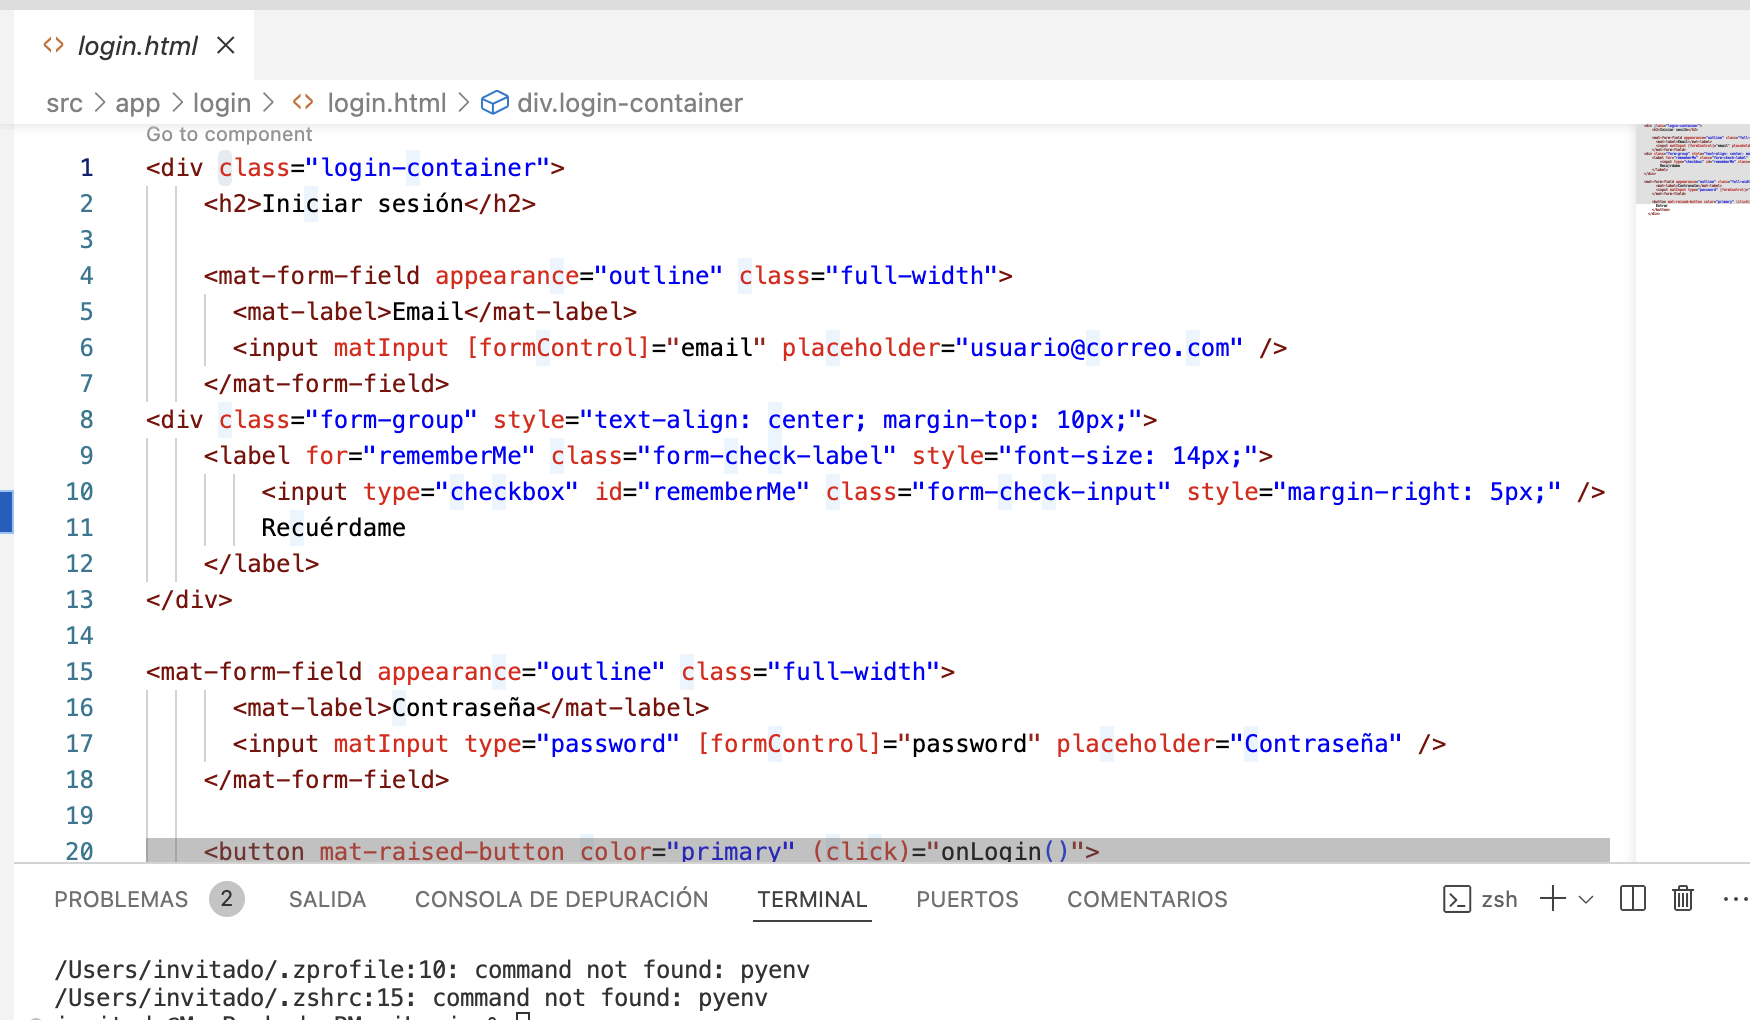 login.html
src > app > login > login.html > div.login-container
Go to component
1 <div class="login-container">
2 <h2>Iniciar sesión</h2>
3
4 <mat-form-field appearance="outline" class="full-width">
5 <mat-label>Email</mat-label>
6 <input matInput [formControl]="email" placeholder="usuario@correo.com" />
7 </mat-form-field>
8 <div class="form-group" style="text-align: center; margin-top: 10px;">
9 <label for="rememberMe" class="form-check-label" style="font-size: 14px;">
10 <input type="checkbox" id="rememberMe" class="form-check-input" style="margin-right: 5px;" />
11 Recuérdame
12 </label>
13 </div>
14
15 <mat-form-field appearance="outline" class="full-width">
16 <mat-label>Contraseña</mat-label>
17 <input matInput type="password" [formControl]="password" placeholder="Contraseña" />
18 </mat-form-field>
19
20 <button mat-raised-button color="primary" (click)="onLogin()">
PROBLEMAS 2 SALIDA CONSOLA DE DEPURACIÓN TERMINAL PUERTOS COMENTARIOS zsh
/Users/invitado/.zprofile:10: command not found: pyenv
/Users/invitado/.zshrc:15: command not found: pyenv